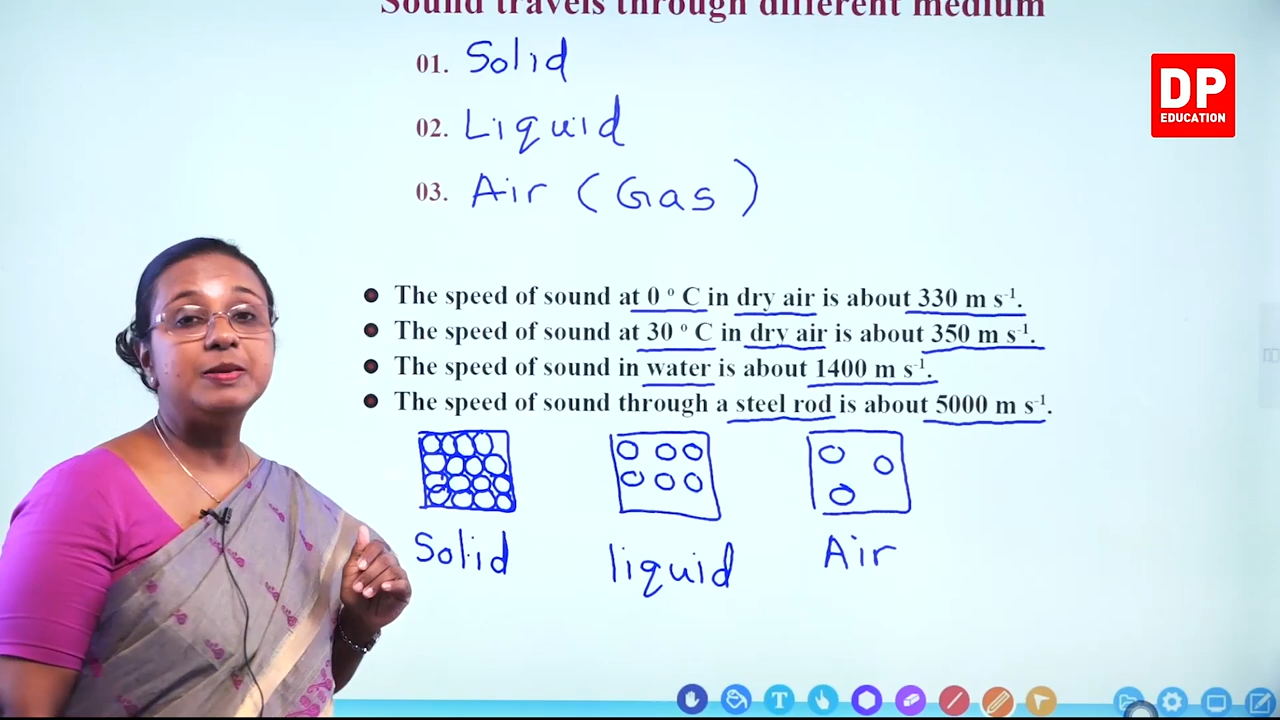 Sound travels through different medium
01. Solid
02. Liquid
03. Air (Gas)
DP
EDUCATION
• The speed of sound at 0 ° C in dry air is about 330 m s⁻¹.
• The speed of sound at 30 ° C in dry air is about 350 m s⁻¹.
• The speed of sound in water is about 1400 m s⁻¹.
• The speed of sound through a steel rod is about 5000 m s⁻¹.
Solid liquid Air